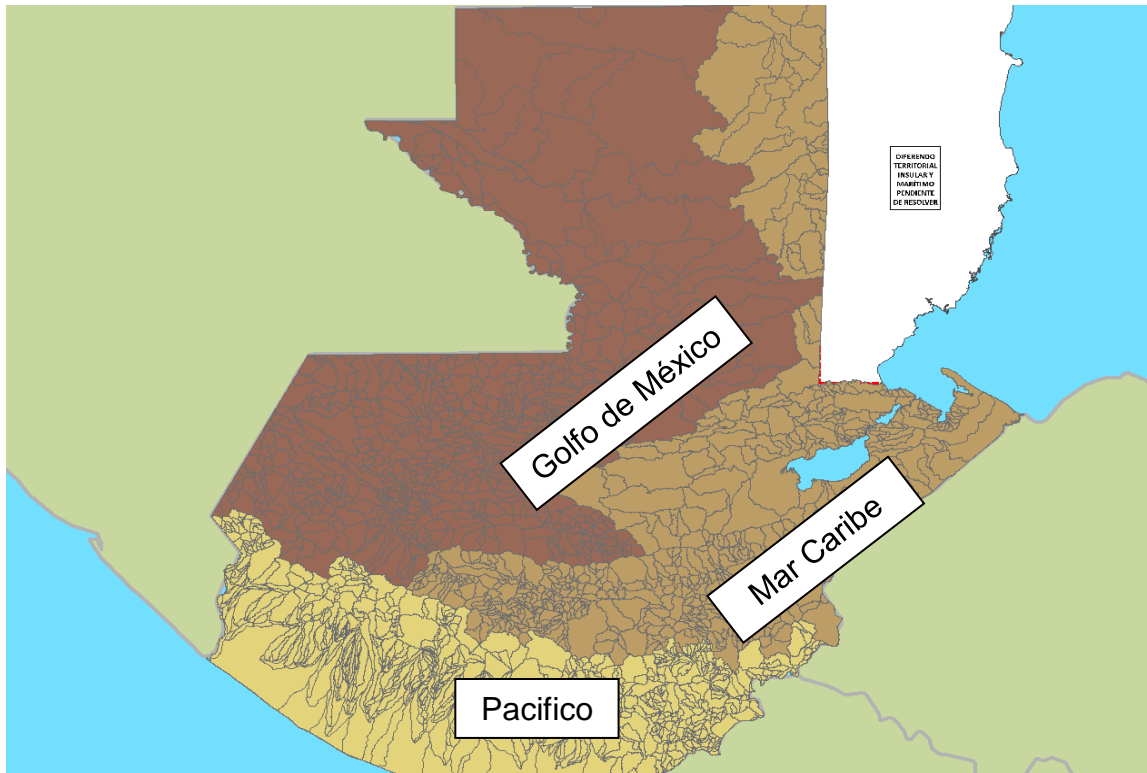 DIFERENDO
TERRITORIAL
INSULAR Y
MARÍTIMO
PENDIENTE
DE RESOLVER
Golfo de México
Mar Caribe
Pacifico